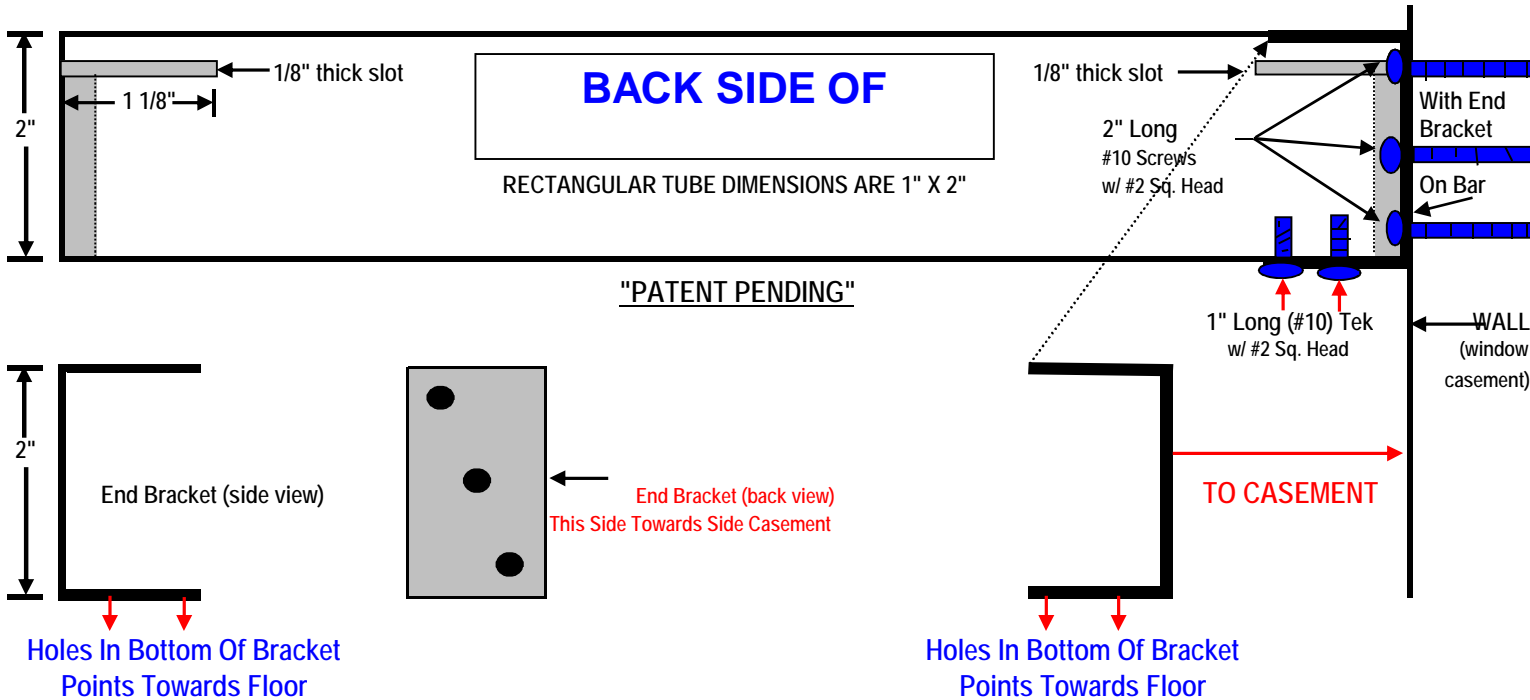 1/8" thick slot
1 1/8"
2"
BACK SIDE OF
RECTANGULAR TUBE DIMENSIONS ARE 1" X 2"
"PATENT PENDING"
1/8" thick slot
2" Long
#10 Screws
w/ #2 Sq. Head
With End
Bracket
On Bar
1" Long (#10) Tek
w/ #2 Sq. Head
WALL
(window
casement)
2"
End Bracket (side view)
End Bracket (back view)
This Side Towards Side Casement
TO CASEMENT
Holes In Bottom Of Bracket
Points Towards Floor
Holes In Bottom Of Bracket
Points Towards Floor